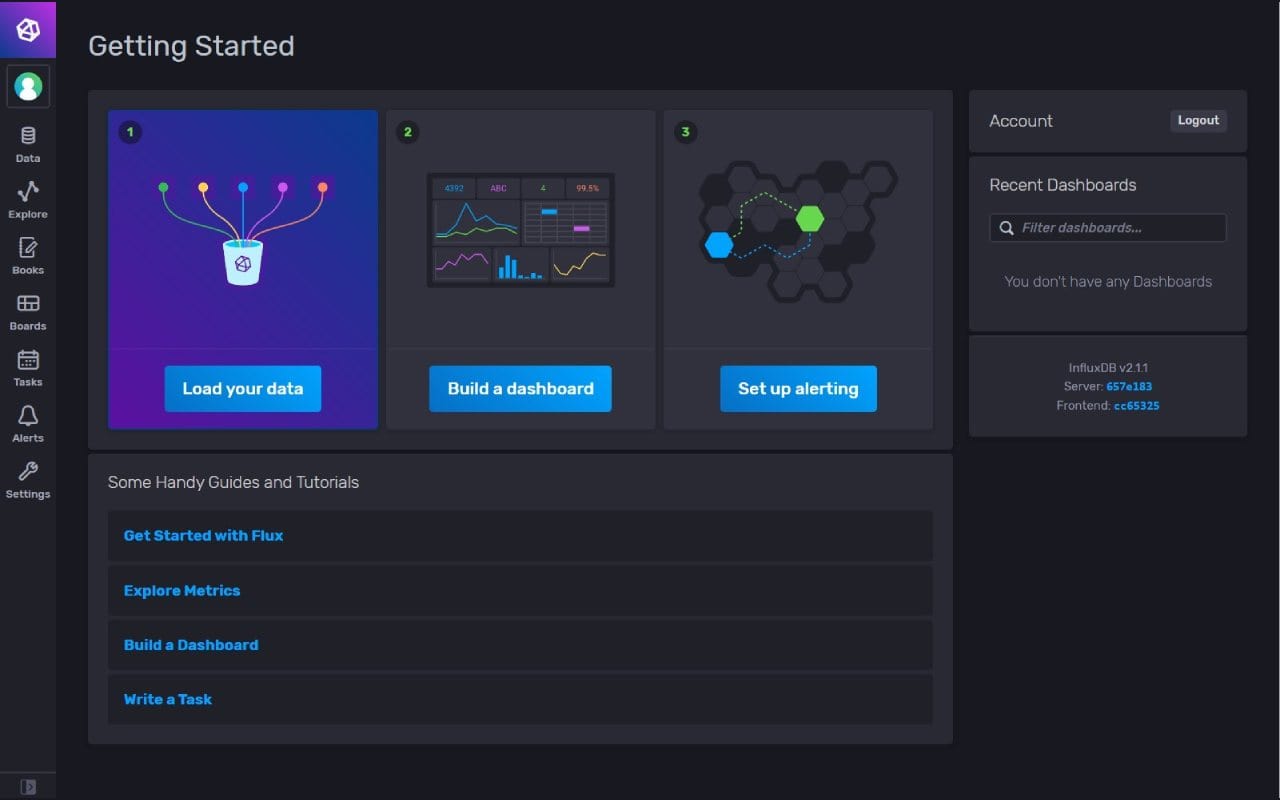 Getting Started
Data
Explore
Books
Boards
Tasks
Alerts
Settings
1
Load your data
2
4392 ABC 4 99.5%
Build a dashboard
3
Set up alerting
Some Handy Guides and Tutorials
Get Started with Flux
Explore Metrics
Build a Dashboard
Write a Task
Account
Logout
Recent Dashboards
Filter dashboards...
You don't have any Dashboards
InfluxDB v2.1.1
Server: 657e183
Frontend: cc65325